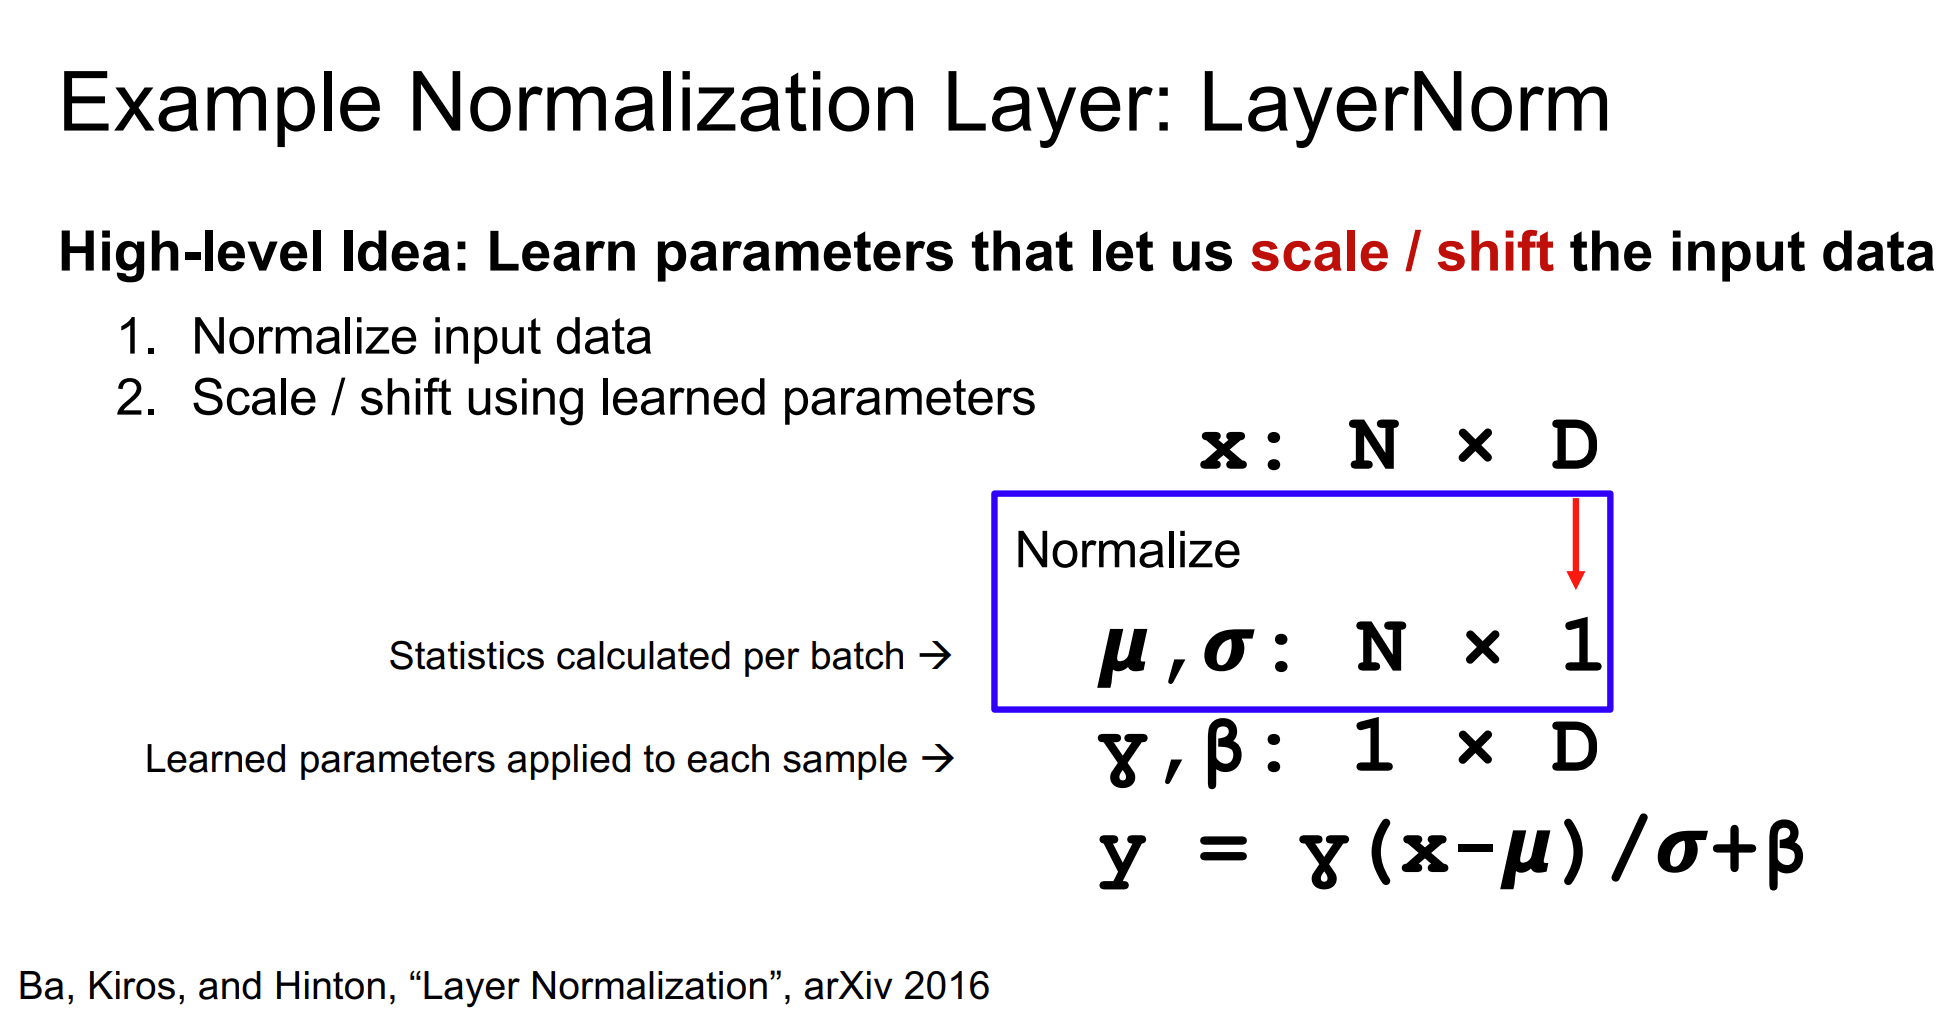 Example Normalization Layer: LayerNorm
High-level Idea: Learn parameters that let us scale / shift the input data
1. Normalize input data
2. Scale / shift using learned parameters
x: N × D
Normalize
Statistics calculated per batch →
μ,σ: N × 1
Learned parameters applied to each sample →
γ,β: 1 × D
y = γ(x-μ)/σ+β
Ba, Kiros, and Hinton, “Layer Normalization”, arXiv 2016